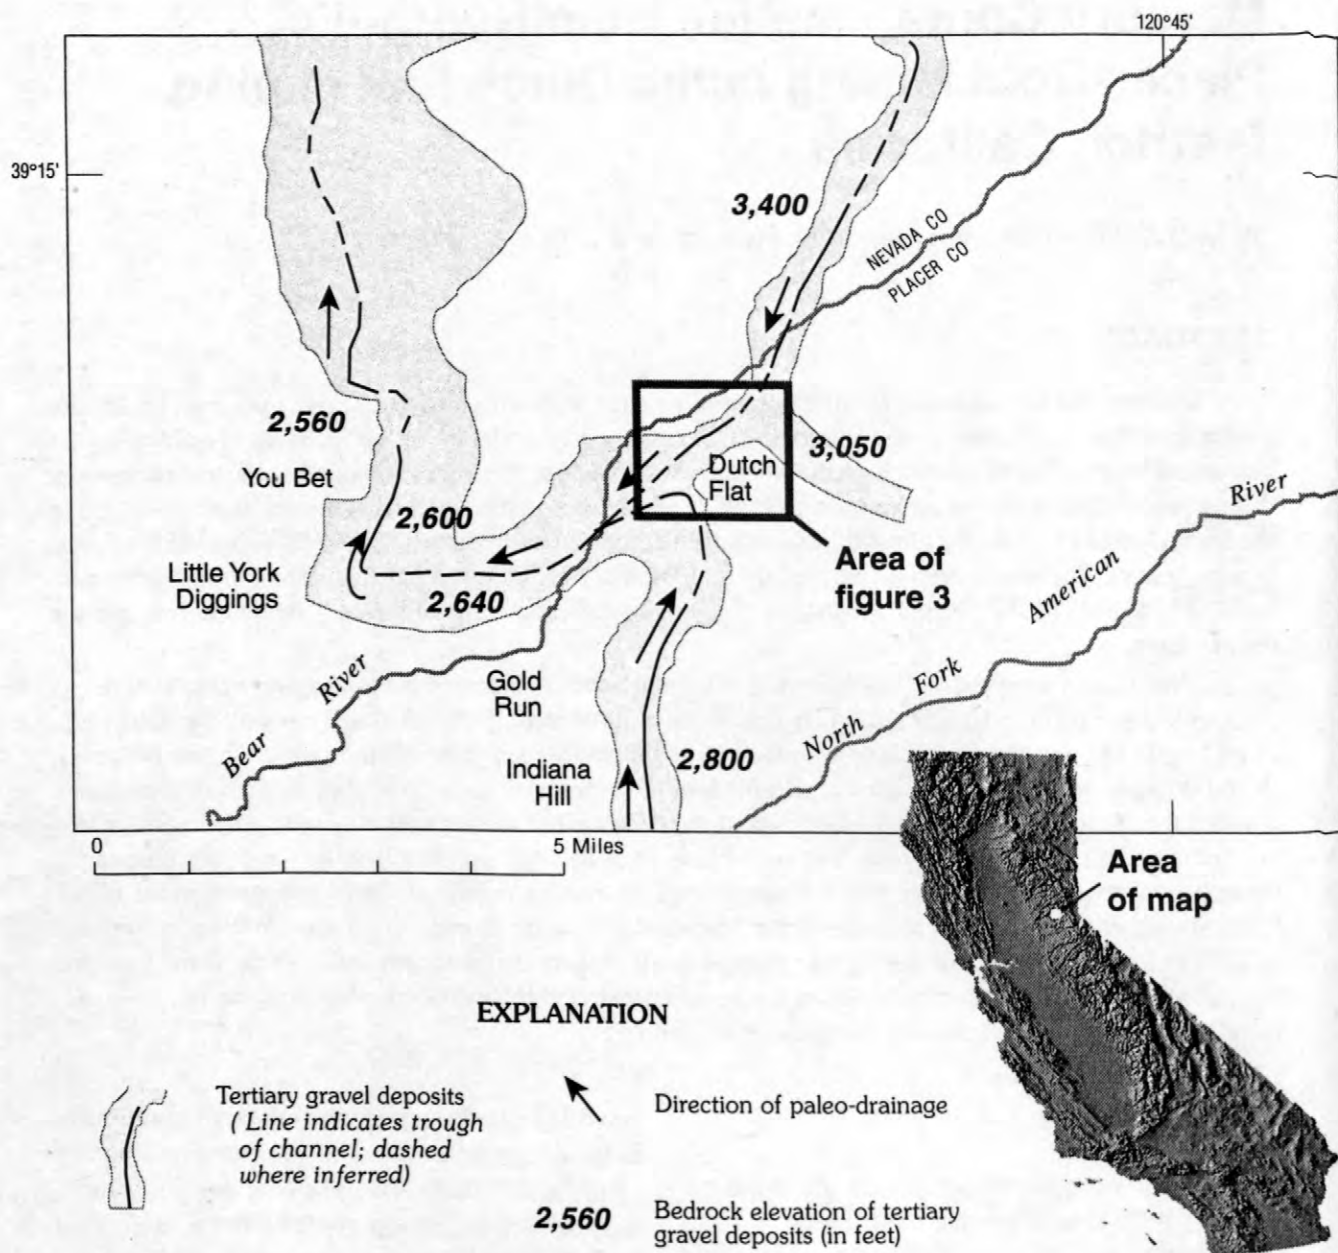 120°45'
39°15'
3,400
NEVADA CO
PLACER CO
2,560
3,050
You Bet
Dutch
Flat
River
2,600
Area of
figure 3
American
Little York
Diggings
2,640
Gold
Run
River
Fork
Bear
North
Indiana
Hill
2,800
0
5 Miles
Area
of map
EXPLANATION
Tertiary gravel deposits
( Line indicates trough
of channel; dashed
where inferred)
Direction of paleo-drainage
2,560
Bedrock elevation of tertiary
gravel deposits (in feet)